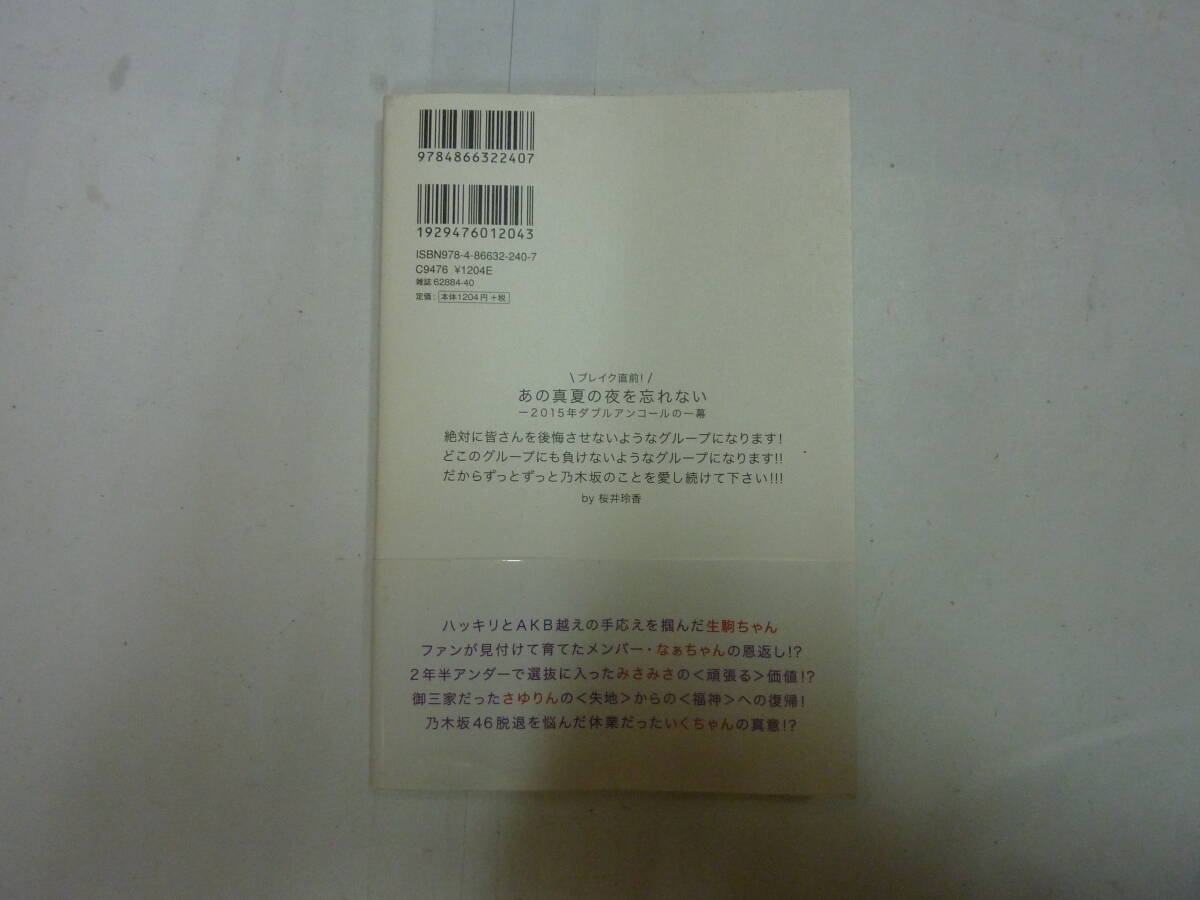 9784866322407
1929476012043
ISBN978-4-86632-240-7
C9476 ¥1204E
雑誌 62884-40
定価：本体1204円＋税
\ブレイク直前！/
あの真夏の夜を忘れない
－2015年ダブルアンコールの一幕
絶対に皆さんを後悔させないようなグループになります！
どこのグループにも負けないようなグループになります！！
だからずっとずっと乃木坂のことを愛し続けて下さい！！！
by 桜井玲香
ハッキリとAKB越えの手応えを掴んだ生駒ちゃん
ファンが見付けて育てたメンバー・なぁちゃんの恩返し！？
2年半アンダーで選抜に入ったみさみさの＜頑張る＞価値！？
御三家だったさゆりんの＜失地＞からの＜福神＞への復帰！
乃木坂46脱退を悩んだ休業だったいくちゃんの真意！？